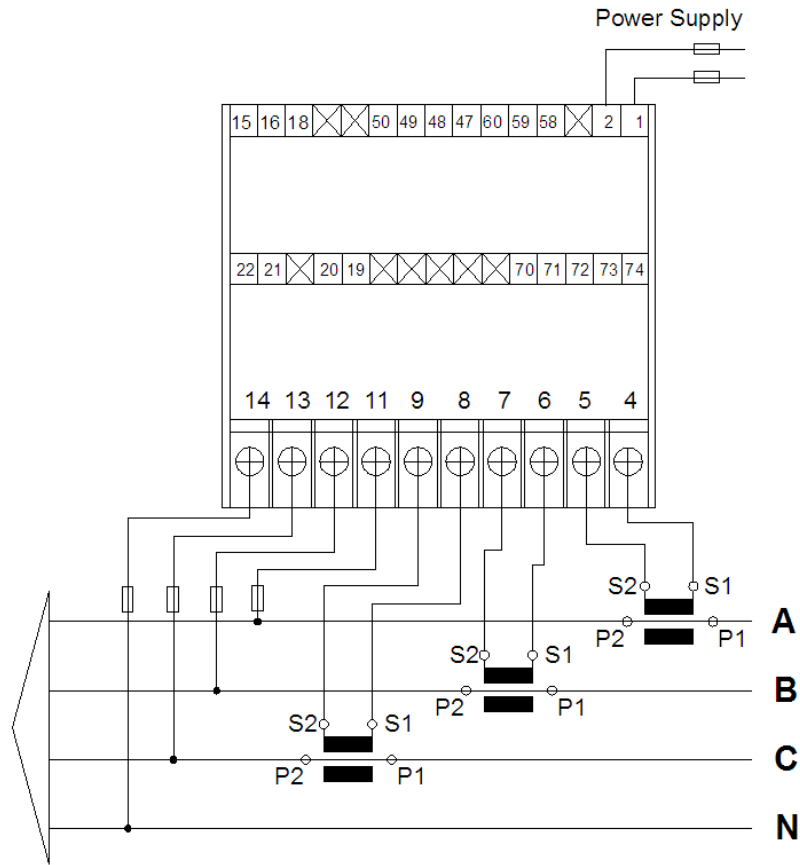 Power Supply
15 16 18 50 49 48 47 60 59 58 2 1
22 21 20 19 70 71 72 73 74
14 13 12 11 9 8 7 6 5 4
S2 S1
A
P2 P1
S2 S1
B
P2 P1
S2 S1
C
P2 P1
N